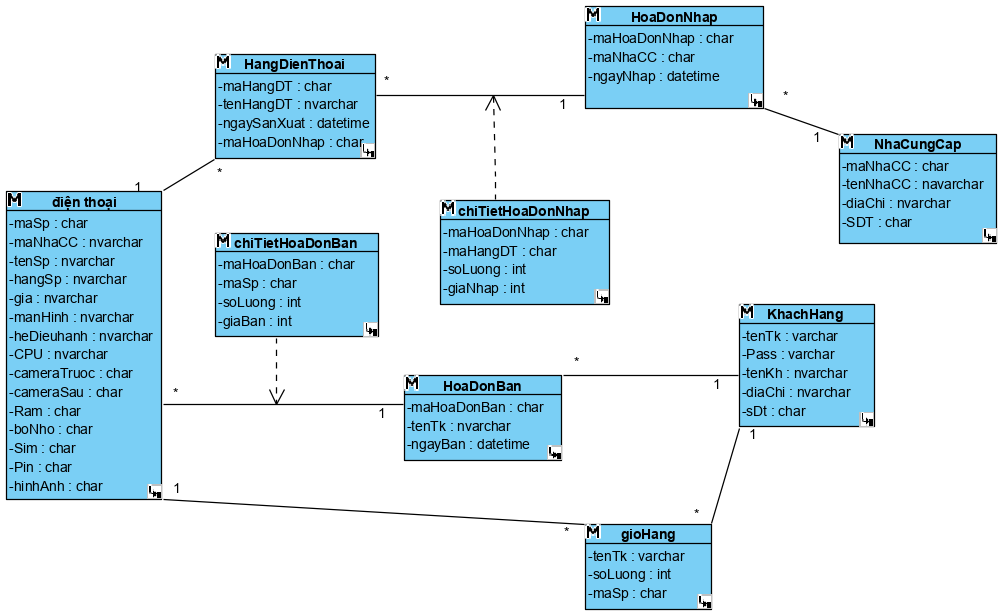 HoaDonNhap
-maHoaDonNhap : char
-maNhaCC : char
-ngayNhap : datetime
HangDienThoai
-maHangDT : char
-tenHangDT : nvarchar
-ngaySanXuat : datetime
-maHoaDonNhap : char
*
1
*
1
NhaCungCap
-maNhaCC : char
-tenNhaCC : navarchar
-diaChi : nvarchar
-SDT : char
1
*
điện thoại
-maSp : char
-maNhaCC : nvarchar
-tenSp : nvarchar
-hangSp : nvarchar
-gia : nvarchar
-manHinh : nvarchar
-heDieuhanh : nvarchar
-CPU : nvarchar
-cameraTruoc : char
-cameraSau : char
-Ram : char
-boNho : char
-Sim : char
-Pin : char
-hinhAnh : char
chiTietHoaDonNhap
-maHoaDonNhap : char
-maHangDT : char
-soLuong : int
-giaNhap : int
chiTietHoaDonBan
-maHoaDonBan : char
-maSp : char
-soLuong : int
-giaBan : int
KhachHang
-tenTk : varchar
-Pass : varchar
-tenKh : nvarchar
-diaChi : nvarchar
-sDt : char
*
1
*
1
HoaDonBan
-maHoaDonBan : char
-tenTk : nvarchar
-ngayBan : datetime
1
*
1
*
gioHang
-tenTk : varchar
-soLuong : int
-maSp : char